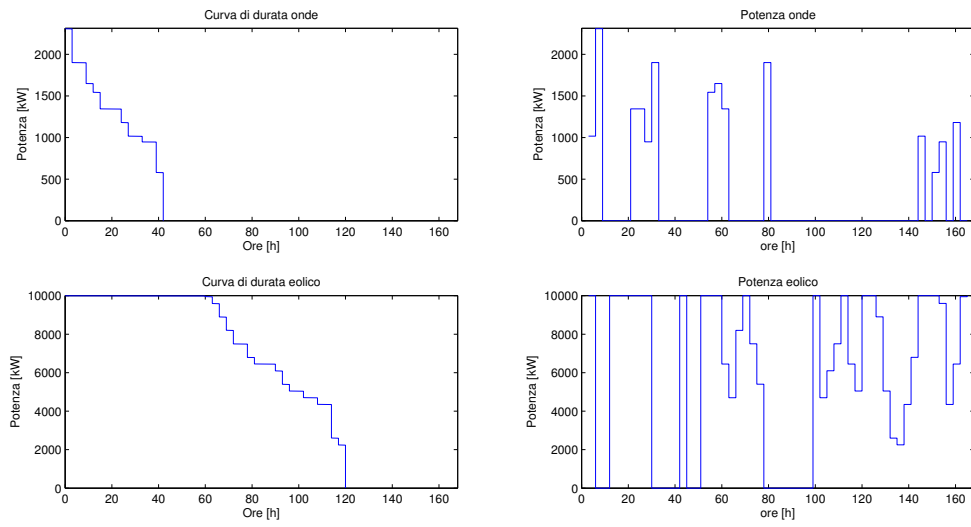 Curva di durata onde
Potenza [kW]
2000
1500
1000
500
0
0 20 40 60 80 100 120 140 160
Ore [h]
Potenza onde
Potenza [kW]
2000
1500
1000
500
0
0 20 40 60 80 100 120 140 160
ore [h]
Curva di durata eolico
Potenza [kW]
10000
8000
6000
4000
2000
0
0 20 40 60 80 100 120 140 160
Ore [h]
Potenza eolico
Potenza [kW]
10000
8000
6000
4000
2000
0
0 20 40 60 80 100 120 140 160
ore [h]